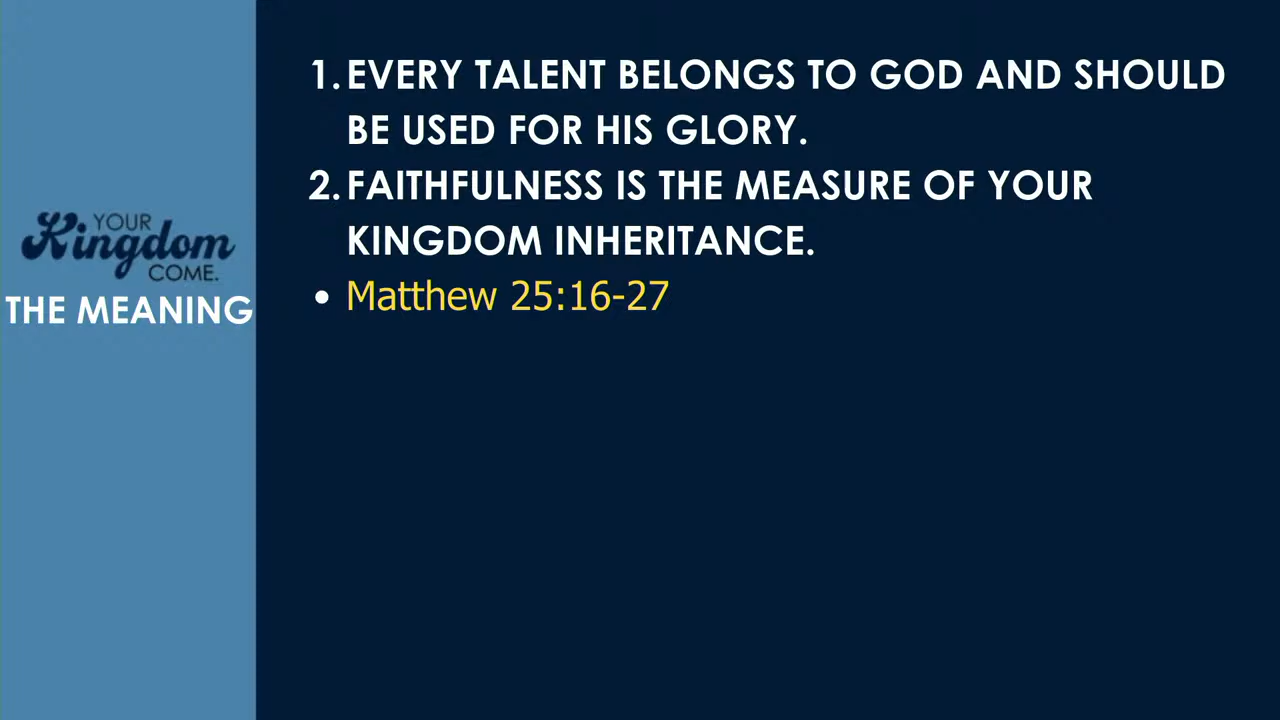 YOUR
Kingdom
COME.
THE MEANING
1. EVERY TALENT BELONGS TO GOD AND SHOULD
BE USED FOR HIS GLORY.
2. FAITHFULNESS IS THE MEASURE OF YOUR
KINGDOM INHERITANCE.
• Matthew 25:16-27